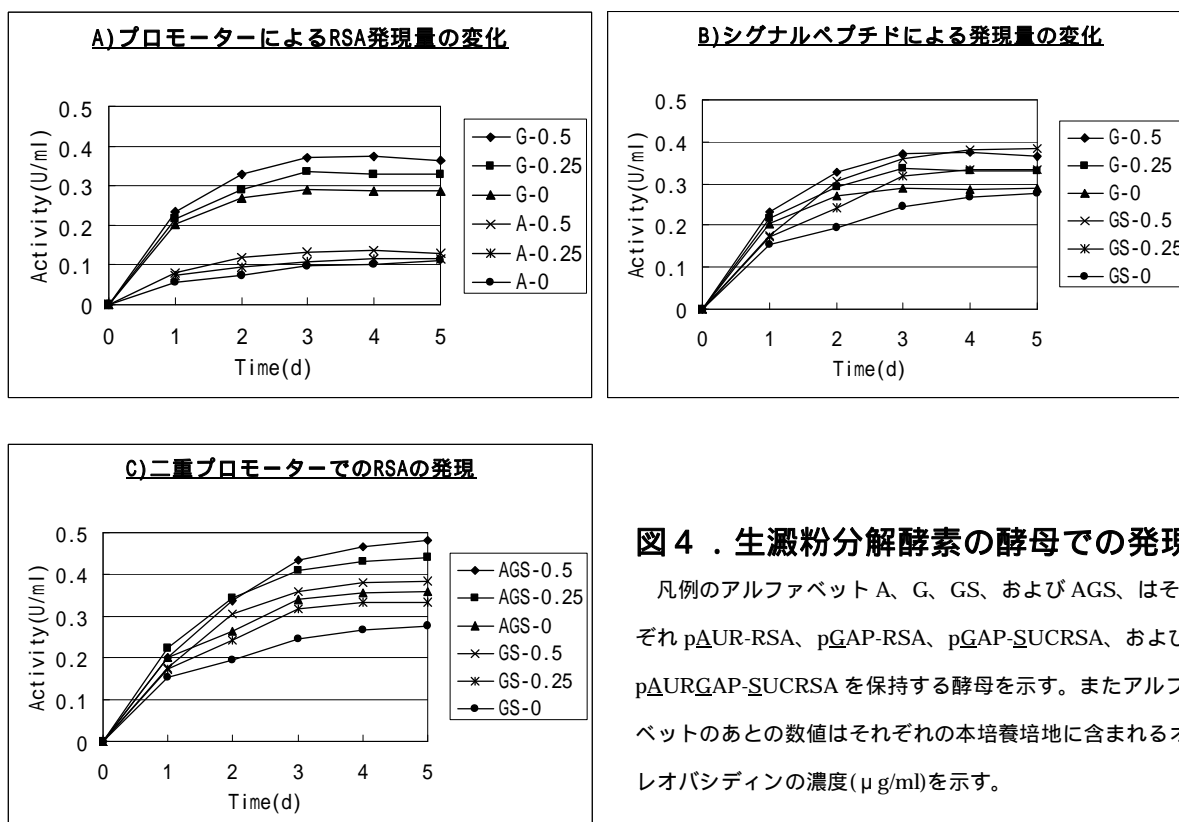 A)プロモーターによるRSA発現量の変化
0.5
0.4
0.3
0.2
0.1
0
Activity(U/ml)
0 1 2 3 4 5
Time(d)
G-0.5
G-0.25
G-0
A-0.5
A-0.25
A-0
B)シグナルペプチドによる発現量の変化
0.5
0.4
0.3
0.2
0.1
0
Activity(U/ml)
0 1 2 3 4 5
Time(d)
G-0.5
G-0.25
G-0
GS-0.5
GS-0.25
GS-0
C)二重プロモーターでのRSAの発現
0.5
0.4
0.3
0.2
0.1
0
Activity(U/ml)
0 1 2 3 4 5
Time(d)
AGS-0.5
AGS-0.25
AGS-0
GS-0.5
GS-0.25
GS-0
図4．生澱粉分解酵素の酵母での発現
凡例のアルファベット A、G、GS、および AGS、はそ
ぞれ pAUR-RSA、pGAP-RSA、pGAP-SUCRSA、および
pAURGAP-SUCRSA を保持する酵母を示す。またアルフ
ベットのあとの数値はそれぞれの本培養培地に含まれるオ
レオバシディンの濃度(μg/ml)を示す。